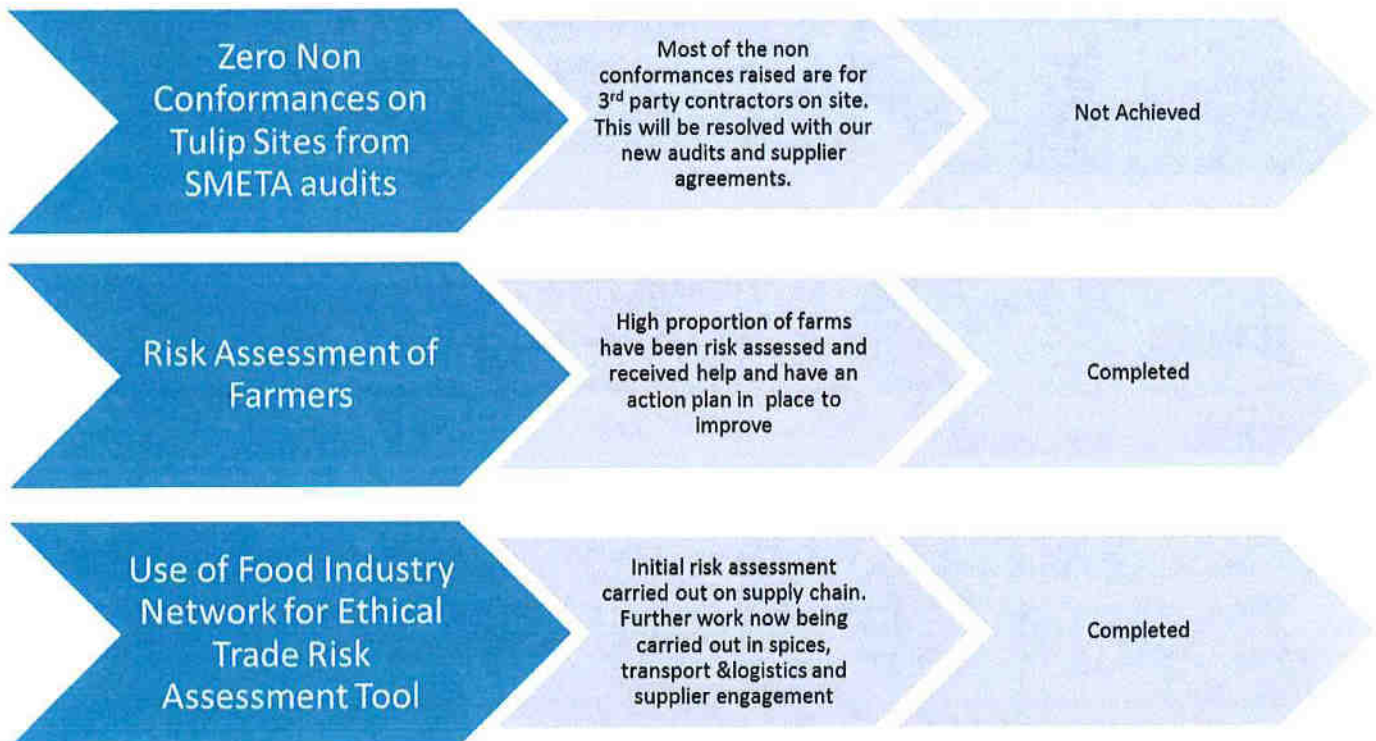 Zero Non
Conformances on
Tulip Sites from
SMETA audits
Most of the non
conformances raised are for
3rd party contractors on site.
This will be resolved with our
new audits and supplier
agreements.
Not Achieved
Risk Assessment of
Farmers
High proportion of farms
have been risk assessed and
received help and have an
action plan in place to
improve
Completed
Use of Food Industry
Network for Ethical
Trade Risk
Assessment Tool
Initial risk assessment
carried out on supply chain.
Further work now being
carried out in spices,
transport &logistics and
supplier engagement
Completed